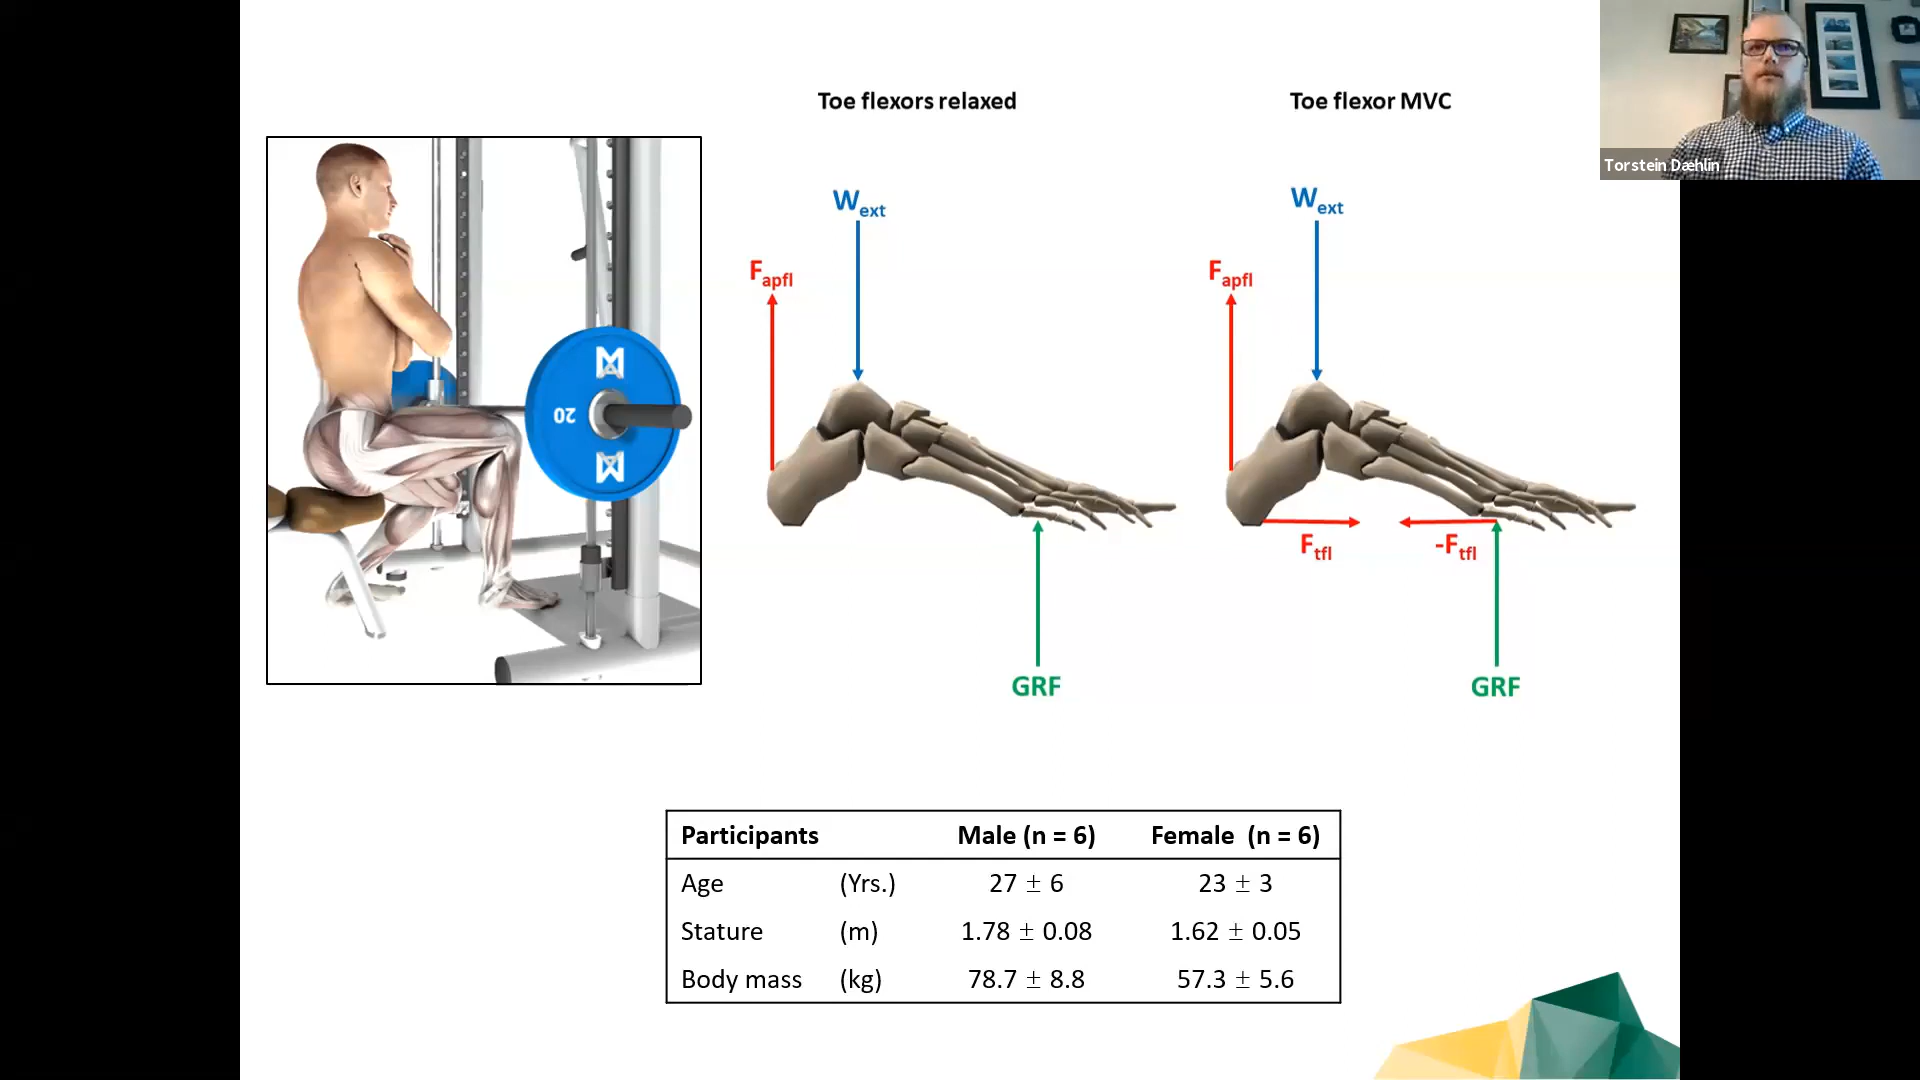 Toe flexors relaxed
Toe flexor MVC
Torstein Dæhlin
W_ext
F_apfl
GRF
W_ext
F_apfl
F_tfl
-F_tfl
GRF
20
Participants Male (n = 6) Female (n = 6)
Age (Yrs.) 27 ± 6 23 ± 3
Stature (m) 1.78 ± 0.08 1.62 ± 0.05
Body mass (kg) 78.7 ± 8.8 57.3 ± 5.6